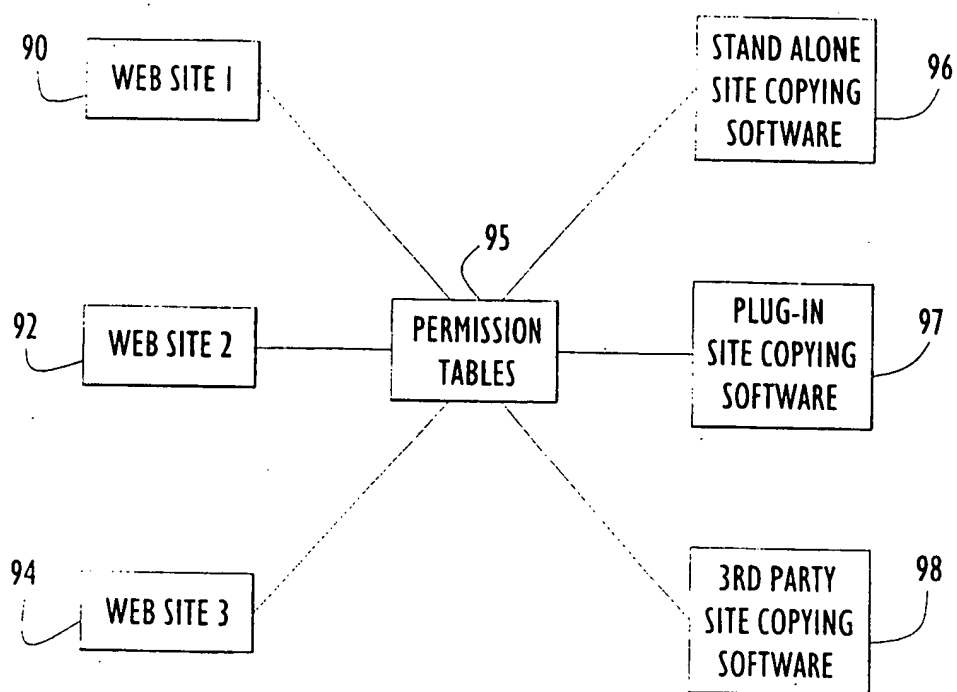 90
WEB SITE 1
STAND ALONE
SITE COPYING
SOFTWARE
96
95
92
WEB SITE 2
PERMISSION
TABLES
PLUG-IN
SITE COPYING
SOFTWARE
97
94
WEB SITE 3
3RD PARTY
SITE COPYING
SOFTWARE
98